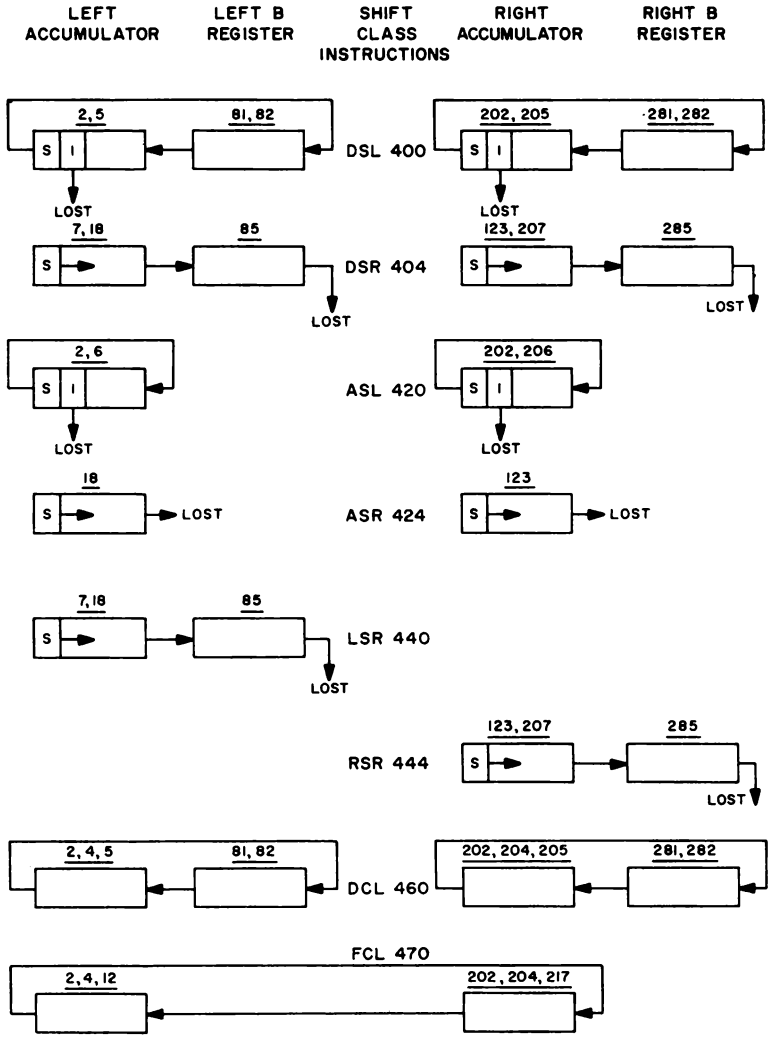 LEFT ACCUMULATOR
LEFT B REGISTER
SHIFT CLASS INSTRUCTIONS
RIGHT ACCUMULATOR
RIGHT B REGISTER
2,5
81,82
202,205
281,282
S I
DSL 400
S I
LOST
LOST
7,18
85
123,207
285
S
DSR 404
S
LOST
LOST
2,6
202,206
S I
ASL 420
S I
LOST
LOST
18
123
S
LOST
ASR 424
S
LOST
7,18
85
S
LSR 440
LOST
123,207
285
RSR 444
S
LOST
2,4,5
81,82
202,204,205
281,282
DCL 460
FCL 470
2,4,12
202,204,217